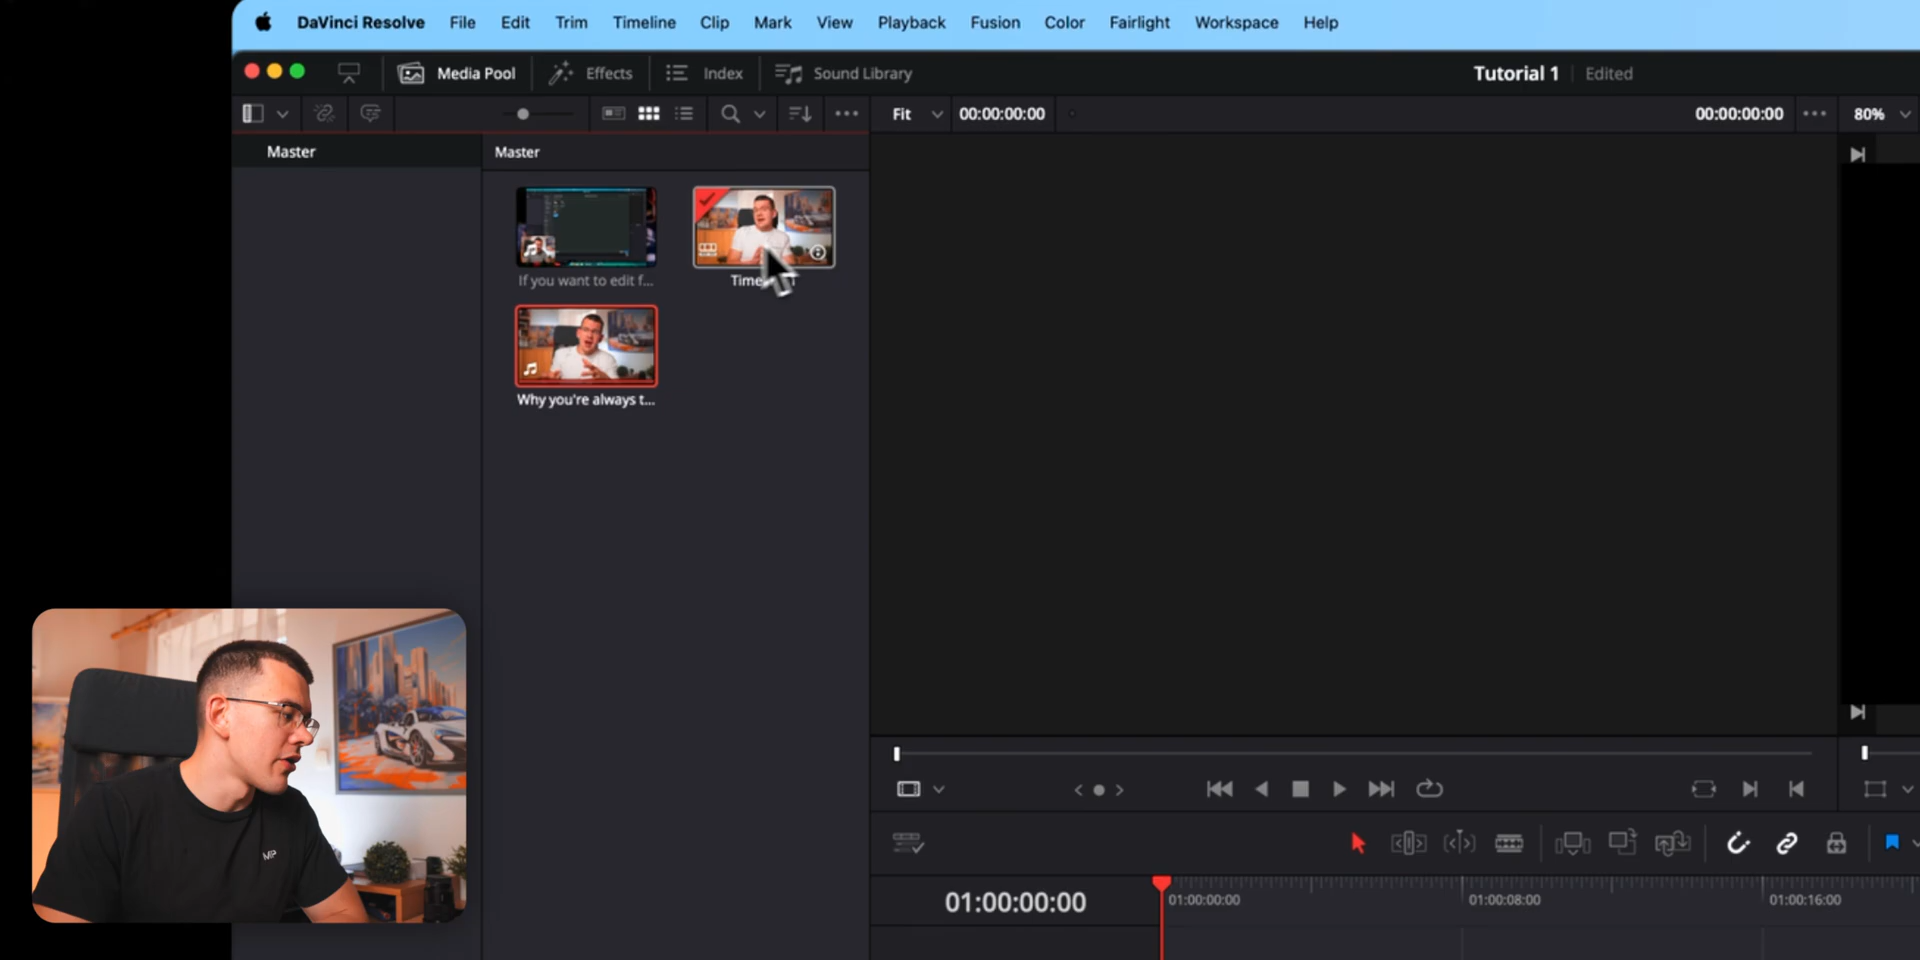 DaVinci Resolve File Edit Trim Timeline Clip Mark View Playback Fusion Color Fairlight Workspace Help
Media Pool Effects Index Sound Library Tutorial 1 Edited
Fit 00:00:00:00 00:00:00:00 80%
Master Master
If you want to edit f...
Why you're always t...
MP
01:00:00:00 01:00:00:00 01:00:08:00 01:00:16:00